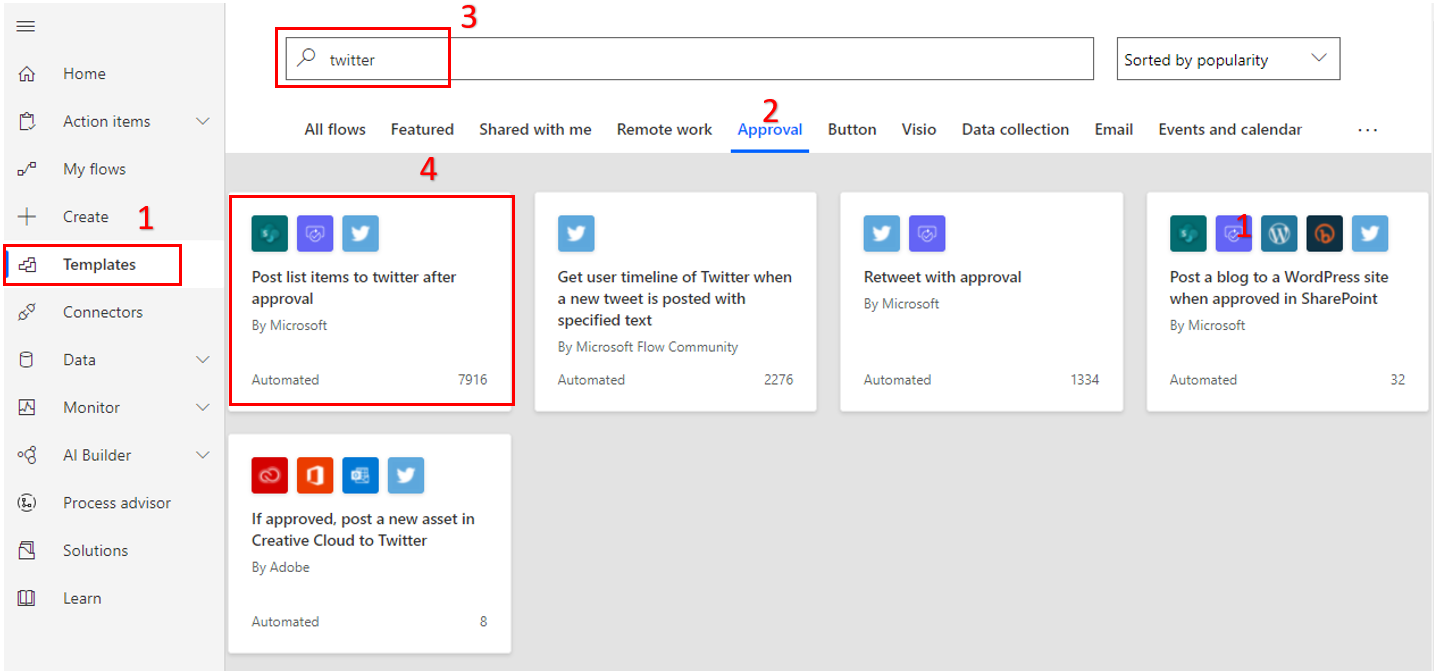 3
twitter
Sorted by popularity
Home
Action items
My flows
Create
1
Templates
Connectors
Data
Monitor
AI Builder
Process advisor
Solutions
Learn
2
All flows Featured Shared with me Remote work Approval Button Visio Data collection Email Events and calendar ...
4
Post list items to twitter after
approval
By Microsoft
Automated 7916
Get user timeline of Twitter when
a new tweet is posted with
specified text
By Microsoft Flow Community
Automated 2276
Retweet with approval
By Microsoft
Automated 1334
1
Post a blog to a WordPress site
when approved in SharePoint
By Microsoft
Automated 32
If approved, post a new asset in
Creative Cloud to Twitter
By Adobe
Automated 8